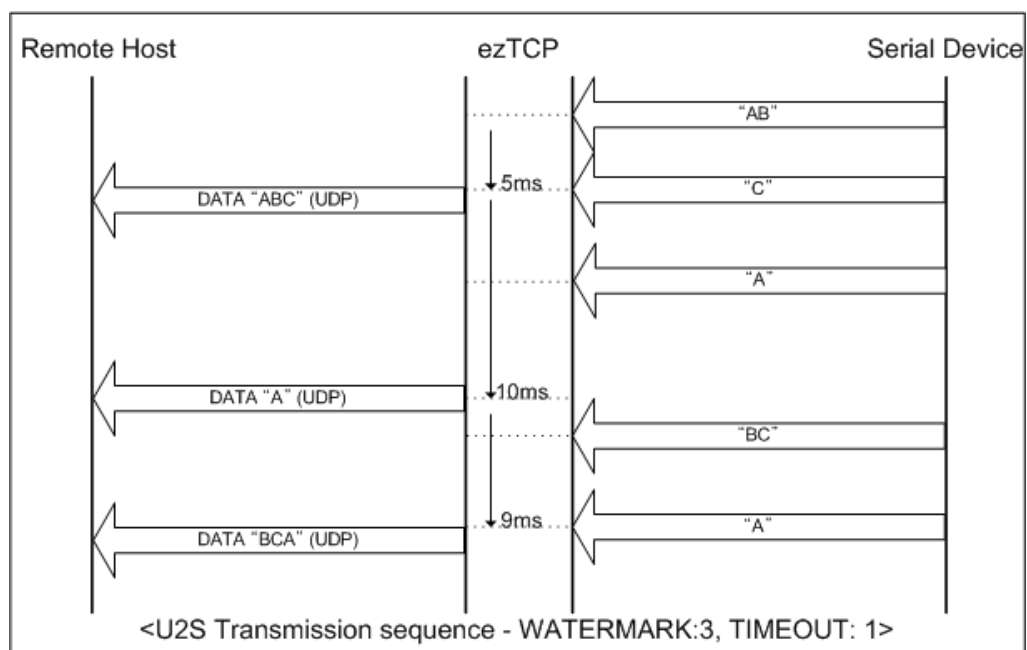 Remote Host ezTCP Serial Device
"AB"
5ms
"C"
DATA "ABC" (UDP)
"A"
10ms
DATA "A" (UDP)
"BC"
9ms
"A"
DATA "BCA" (UDP)
<U2S Transmission sequence - WATERMARK:3, TIMEOUT: 1>